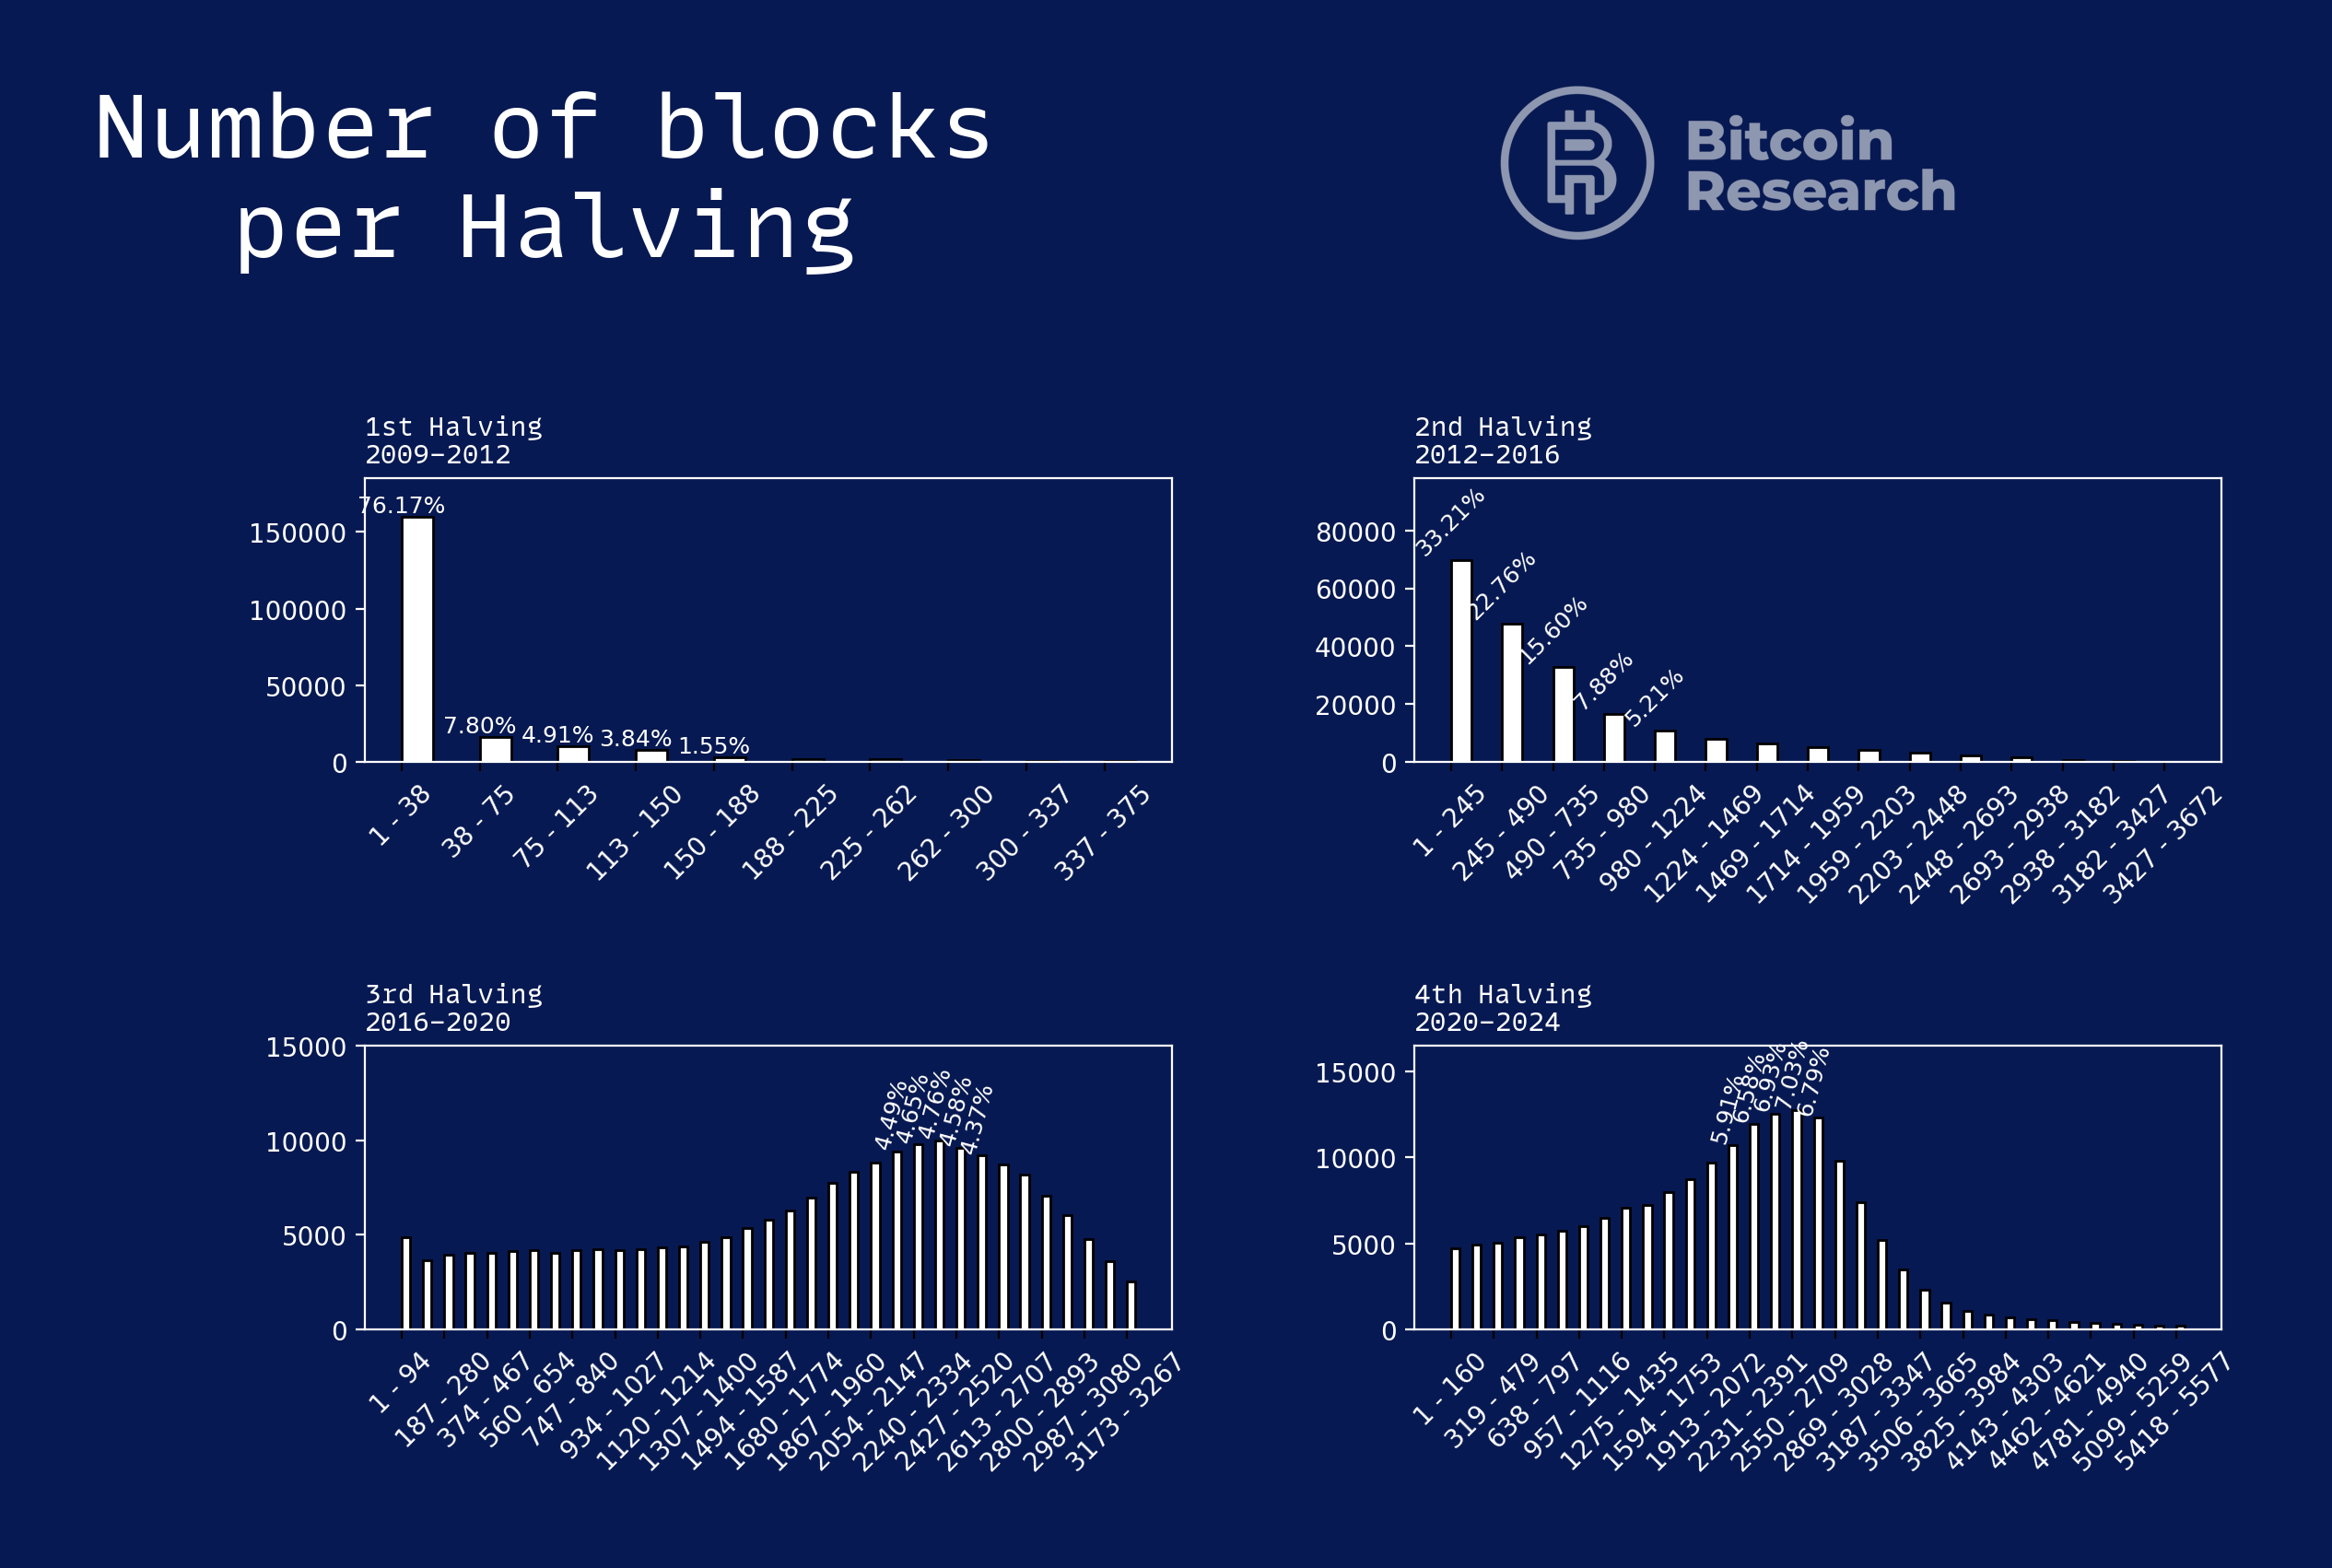 Number of blocks
per Halving
Bitcoin
Research
1st Halving
2009-2012
76.17%
7.80%
4.91%
3.84%
1.55%
150000
100000
50000
0
1 - 38
38 - 75
75 - 113
113 - 150
150 - 188
188 - 225
225 - 262
262 - 300
300 - 337
337 - 375
2nd Halving
2012-2016
33.21%
22.76%
15.60%
7.88%
5.21%
80000
60000
40000
20000
0
1 - 245
245 - 490
490 - 735
735 - 980
980 - 1224
1224 - 1469
1469 - 1714
1714 - 1959
1959 - 2203
2203 - 2448
2448 - 2693
2693 - 2938
2938 - 3182
3182 - 3427
3427 - 3672
3rd Halving
2016-2020
4.49%
4.65%
4.76%
4.58%
4.37%
15000
10000
5000
0
1 - 94
187 - 280
374 - 467
560 - 654
747 - 840
934 - 1027
1120 - 1214
1307 - 1400
1494 - 1587
1680 - 1774
1867 - 1960
2054 - 2147
2240 - 2334
2427 - 2520
2613 - 2707
2800 - 2893
2987 - 3080
3173 - 3267
4th Halving
2020-2024
5.91%
6.58%
6.93%
7.03%
6.79%
15000
10000
5000
0
1 - 160
319 - 479
638 - 797
957 - 1116
1275 - 1435
1594 - 1753
1913 - 2072
2231 - 2391
2550 - 2709
2869 - 3028
3187 - 3347
3506 - 3665
3825 - 3984
4143 - 4303
4462 - 4621
4781 - 4940
5099 - 5259
5418 - 5577